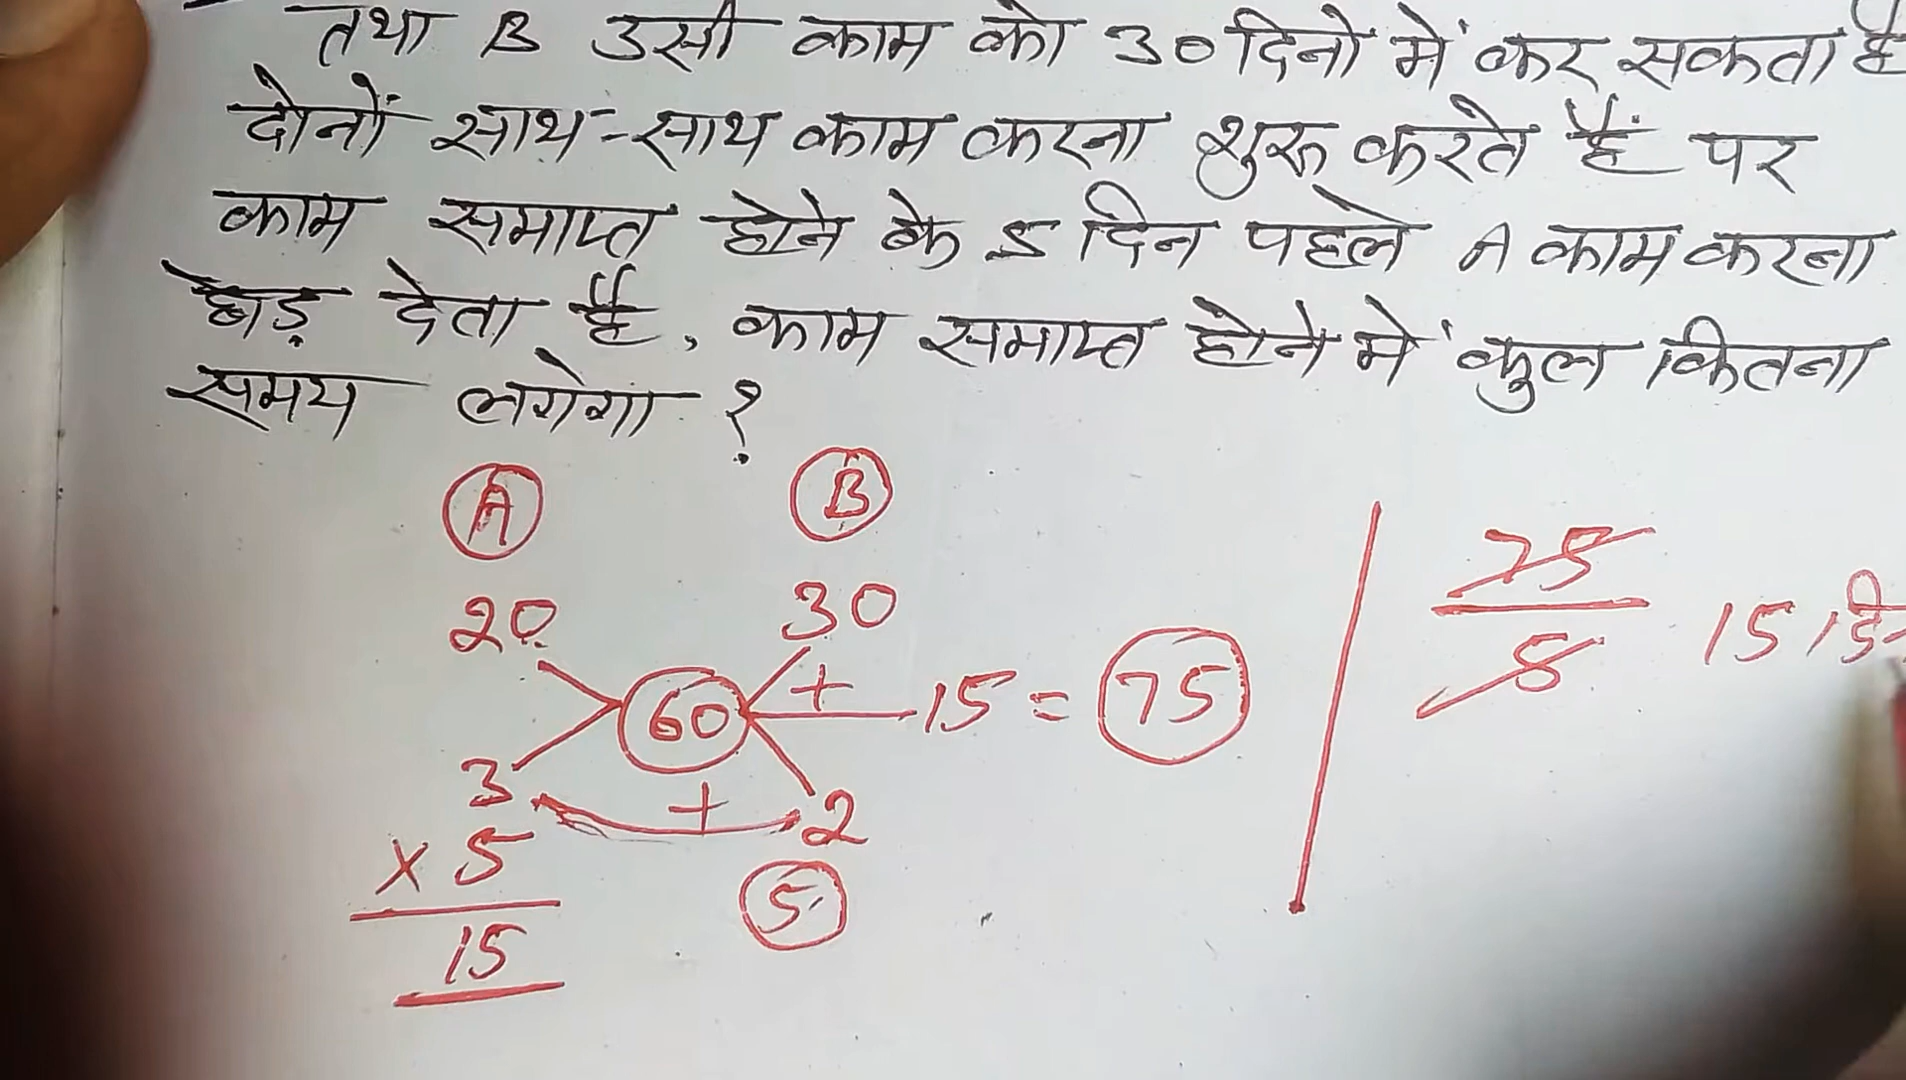 तथा B उसी काम को 30 दिनों में कर सकता है
दोनों साथ-साथ काम करना शुरू करते हैं पर
काम समाप्त होने के 5 दिन पहले A काम करना
छोड़ देता है, काम समाप्त होने में कुल कितना
समय लगेगा ?
A B
20 30
60 + 15 = 75
3 + 2
× 5
5
15
75
5
15 दिन